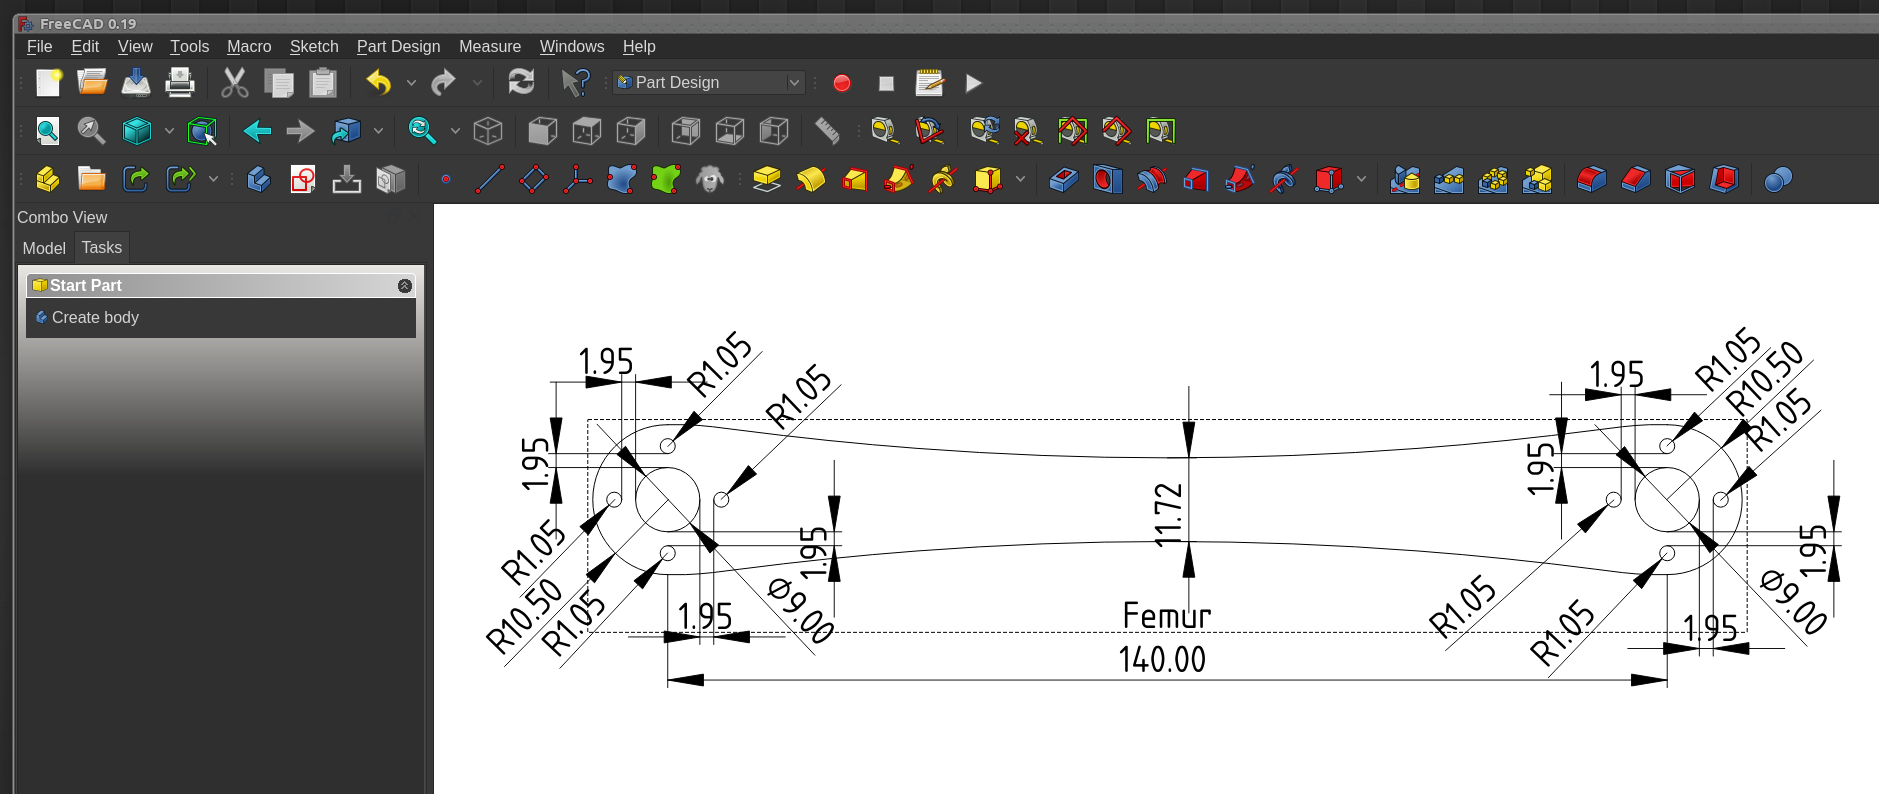 FreeCAD 0.19
File Edit View Tools Macro Sketch Part Design Measure Windows Help
Part Design
Combo View
Model Tasks
Start Part
Create body
1.95
R1.05
R1.05
1.95
R1.05
R10.50
R1.05
1.95
1.95
Ø9.00
11.72
Femur
140.00
1.95
R1.05
R10.50
R1.05
1.95
R1.05
R1.05
1.95
1.95
Ø9.00